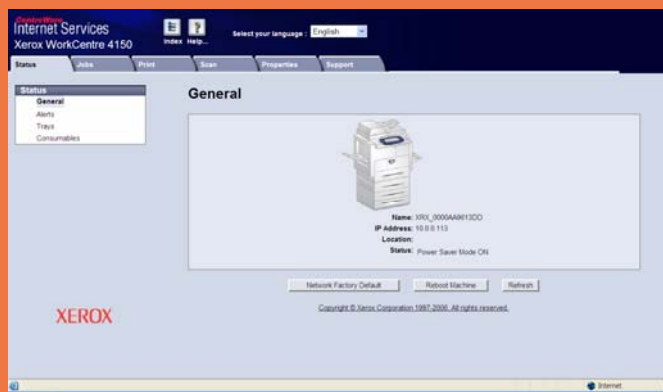 CentreWare
Internet Services
Xerox WorkCentre 4150
Index
Help...
Select your language :
English
Status
Jobs
Print
Scan
Properties
Support
Status
General
Alerts
Trays
Consumables
General
Name: XRX_0000AA9613DD
IP Address: 10.0.0.113
Location:
Status: Power Saver Mode ON
Network Factory Default
Reboot Machine
Refresh
Copyright © Xerox Corporation 1997-2006. All rights reserved.
XEROX
Internet